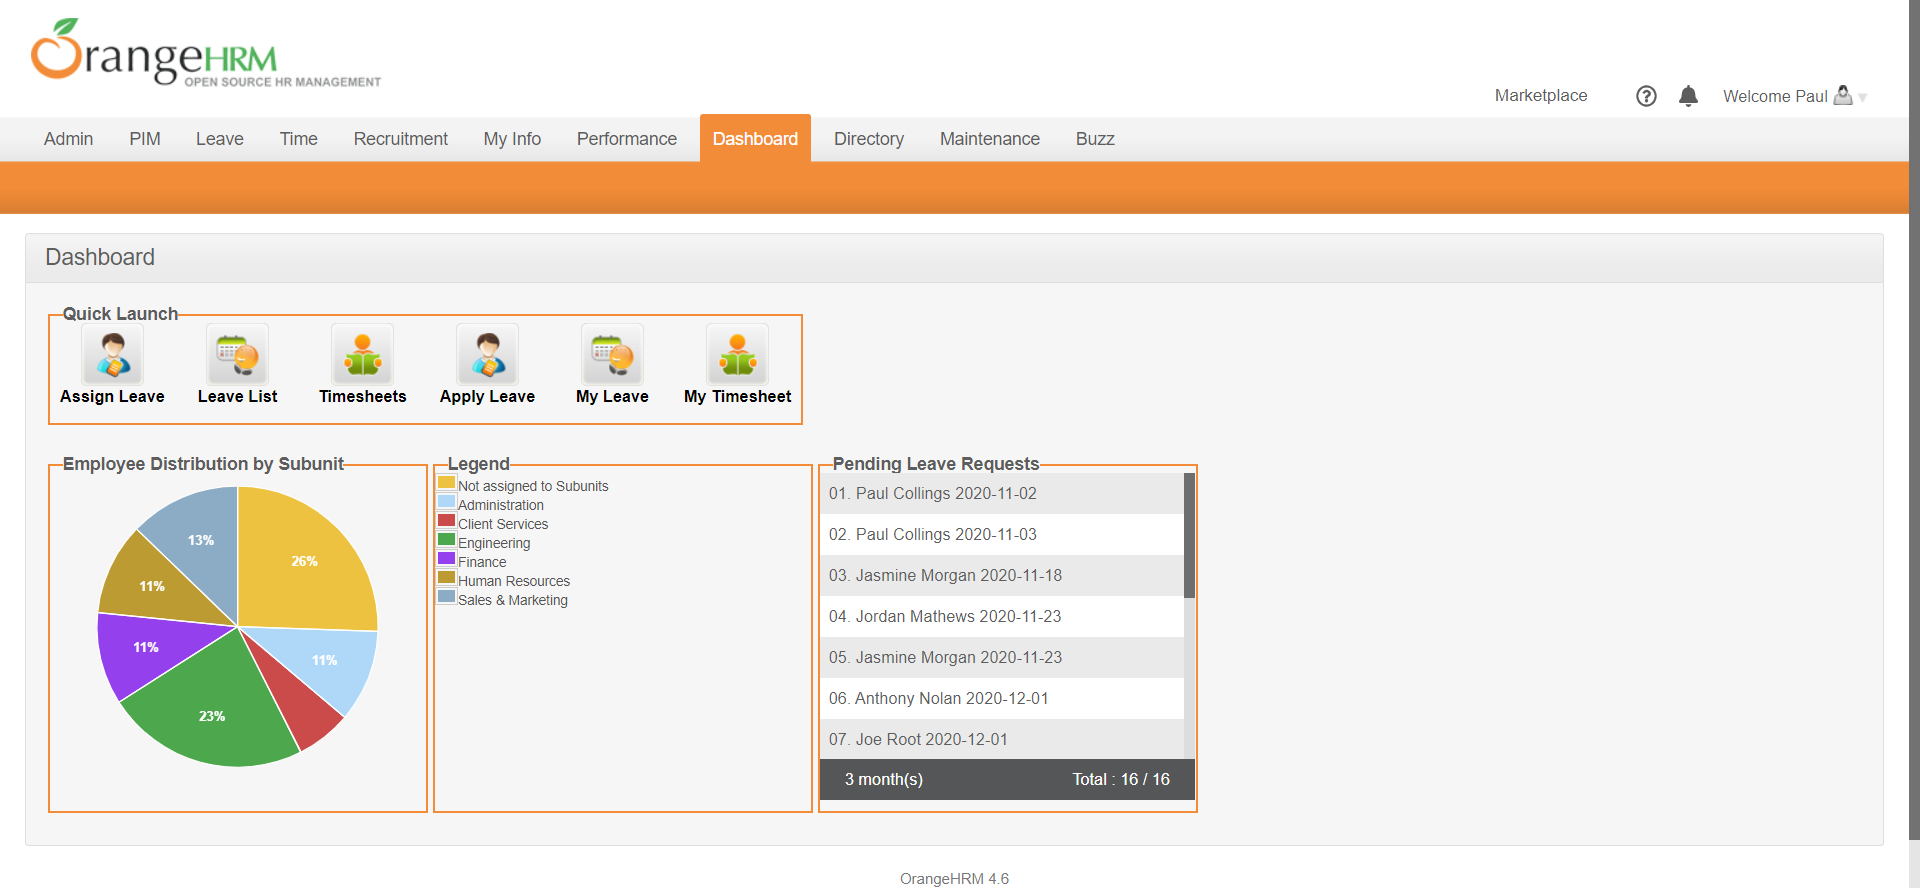 OrangeHRM
OPEN SOURCE HR MANAGEMENT
Marketplace
Welcome Paul
Admin PIM Leave Time Recruitment My Info Performance Dashboard Directory Maintenance Buzz
Dashboard
Quick Launch
Assign Leave Leave List Timesheets Apply Leave My Leave My Timesheet
Employee Distribution by Subunit
26%
11%
23%
11%
11%
13%
Legend
Not assigned to Subunits
Administration
Client Services
Engineering
Finance
Human Resources
Sales & Marketing
Pending Leave Requests
01. Paul Collings 2020-11-02
02. Paul Collings 2020-11-03
03. Jasmine Morgan 2020-11-18
04. Jordan Mathews 2020-11-23
05. Jasmine Morgan 2020-11-23
06. Anthony Nolan 2020-12-01
07. Joe Root 2020-12-01
3 month(s) Total : 16 / 16
OrangeHRM 4.6